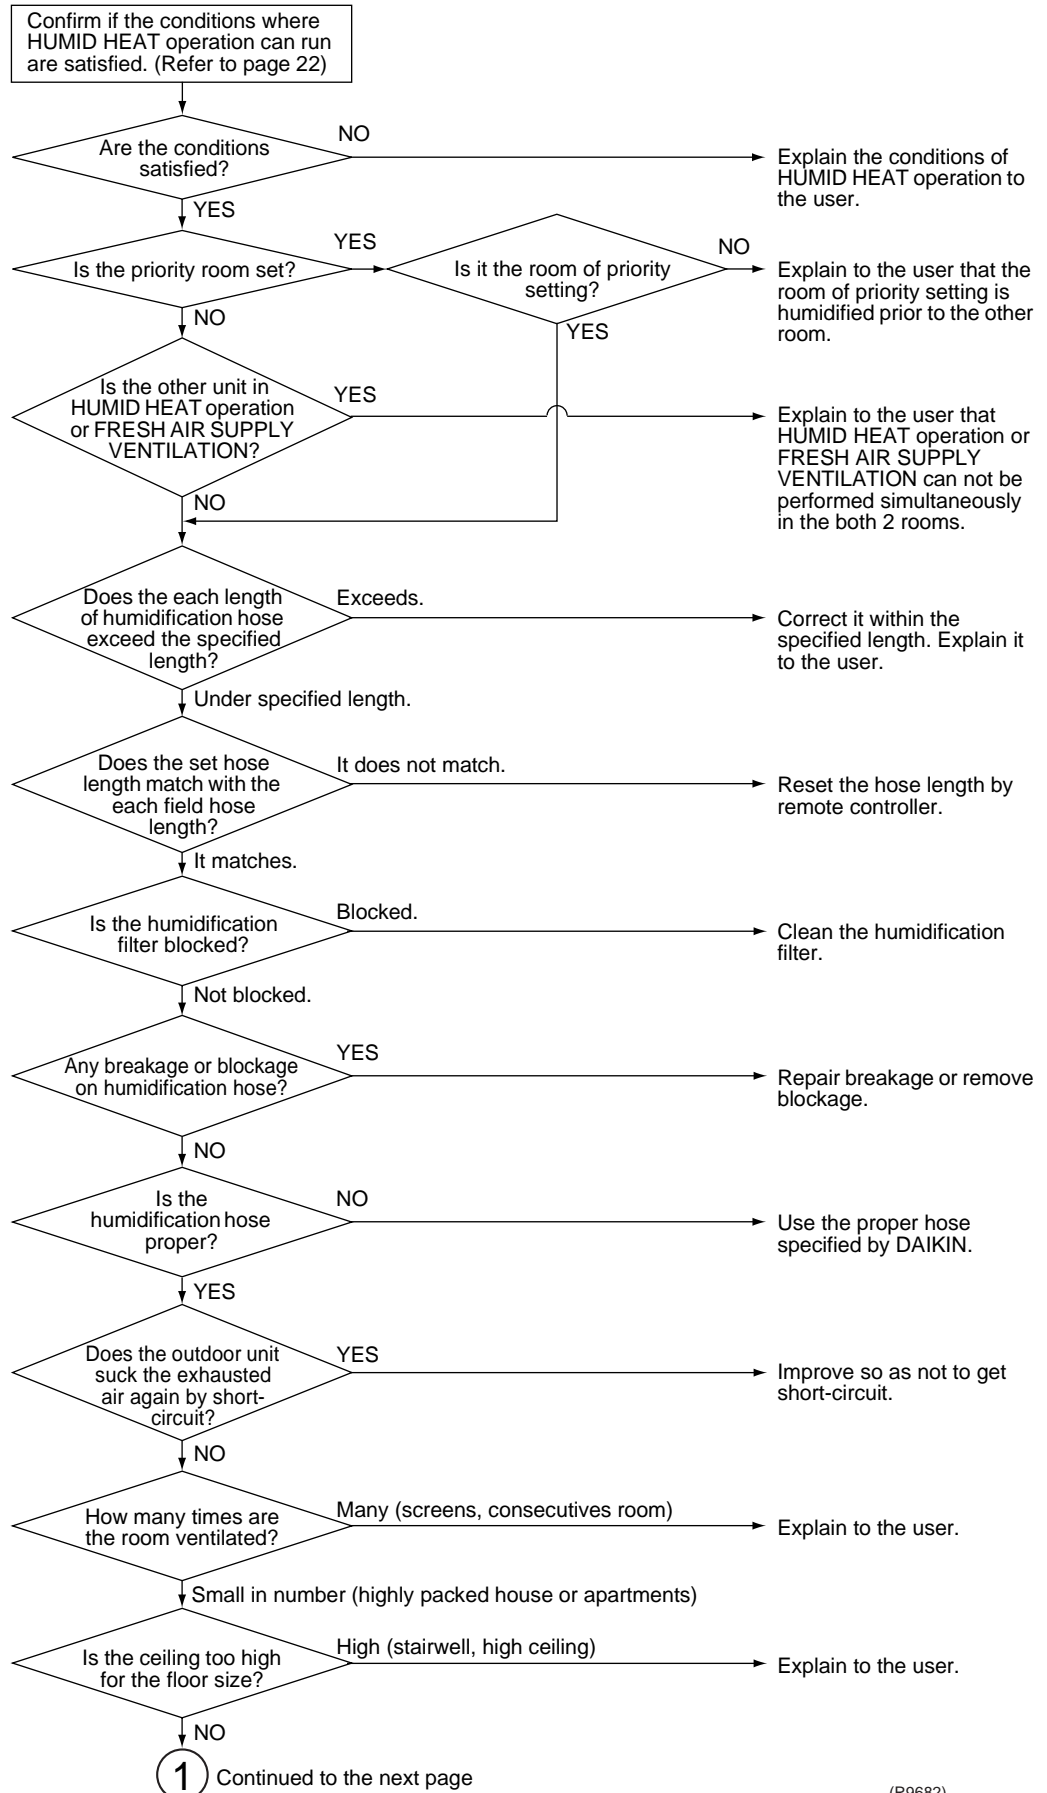 Confirm if the conditions where
HUMID HEAT operation can run
are satisfied. (Refer to page 22)
Are the conditions
satisfied?
NO
Explain the conditions of
HUMID HEAT operation to
the user.
YES
Is the priority room set?
YES
Is it the room of priority
setting?
NO
Explain to the user that the
room of priority setting is
humidified prior to the other
room.
NO
YES
Is the other unit in
HUMID HEAT operation
or FRESH AIR SUPPLY
VENTILATION?
YES
Explain to the user that
HUMID HEAT operation or
FRESH AIR SUPPLY
VENTILATION can not be
performed simultaneously
in the both 2 rooms.
NO
Does the each length
of humidification hose
exceed the specified
length?
Exceeds.
Correct it within the
specified length. Explain it
to the user.
Under specified length.
Does the set hose
length match with the
each field hose
length?
It does not match.
Reset the hose length by
remote controller.
It matches.
Is the humidification
filter blocked?
Blocked.
Clean the humidification
filter.
Not blocked.
Any breakage or blockage
on humidification hose?
YES
Repair breakage or remove
blockage.
NO
Is the
humidification hose
proper?
NO
Use the proper hose
specified by DAIKIN.
YES
Does the outdoor unit
suck the exhausted
air again by short-
circuit?
YES
Improve so as not to get
short-circuit.
NO
How many times are
the room ventilated?
Many (screens, consecutives room)
Explain to the user.
Small in number (highly packed house or apartments)
Is the ceiling too high
for the floor size?
High (stairwell, high ceiling)
Explain to the user.
NO
1 Continued to the next page
(R9682)